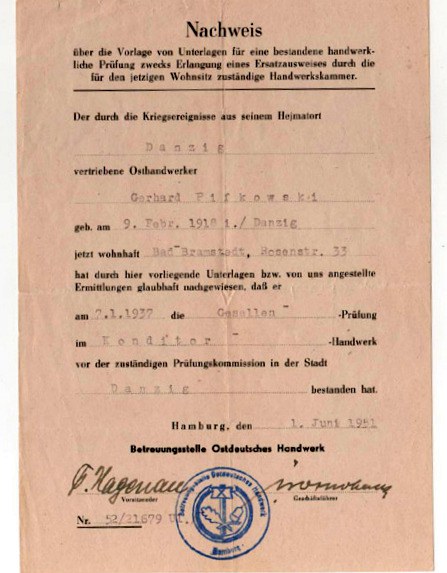 Nachweis
über die Vorlage von Unterlagen für eine bestandene handwerk-
liche Prüfung zwecks Erlangung eines Ersatzausweises durch die
für den jetzigen Wohnsitz zuständige Handwerkskammer.
Der durch die Kriegsereignisse aus seinem Heimatort
Danzig
vertriebene Osthandwerker
Gerhard Pifkowski
geb. am 9. Febr. 1918 i./ Danzig
jetzt wohnhaft Bad Bramstedt, Rosenstr. 33
hat durch hier vorliegende Unterlagen bzw. von uns angestellte
Ermittlungen glaubhaft nachgewiesen, daß er
am 7.1.1937 die Gesellen - -Prüfung
im Konditor - -Handwerk
vor der zuständigen Prüfungskommission in der Stadt
Danzig bestanden hat.
Hamburg, den 1. Juni 1951
Betreuungsstelle Ostdeutsches Handwerk
F. Hagenau
Vorsitzender Geschäftsführer
Betreuungsstelle Ostdeutsches Handwerk
Hamburg
Nr. 52/21679